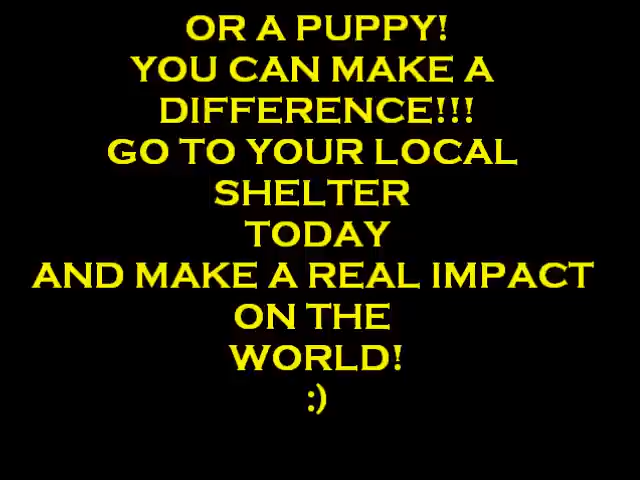 OR A PUPPY!
YOU CAN MAKE A
DIFFERENCE!!!
GO TO YOUR LOCAL
SHELTER
TODAY
AND MAKE A REAL IMPACT
ON THE
WORLD!
:)